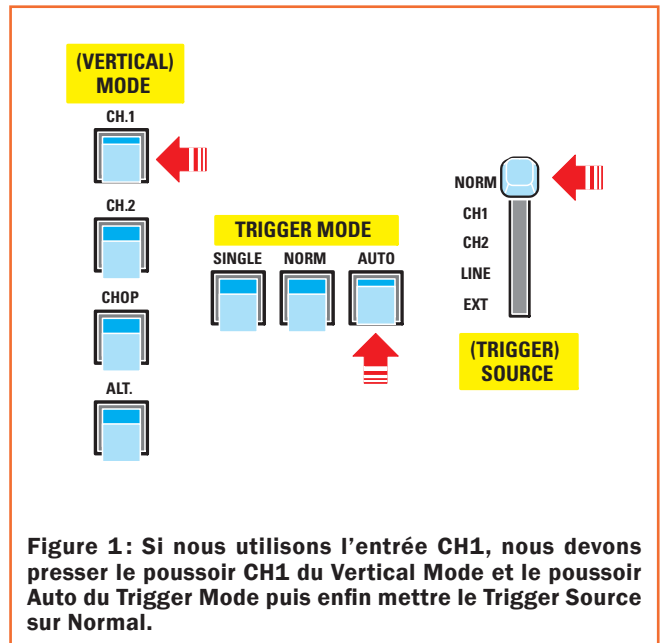 (VERTICAL)
MODE
CH.1
CH.2
CHOP
ALT.
TRIGGER MODE
SINGLE NORM AUTO
NORM
CH1
CH2
LINE
EXT
(TRIGGER)
SOURCE
Figure 1: Si nous utilisons l’entrée CH1, nous devons
presser le poussoir CH1 du Vertical Mode et le poussoir
Auto du Trigger Mode puis enfin mettre le Trigger Source
sur Normal.